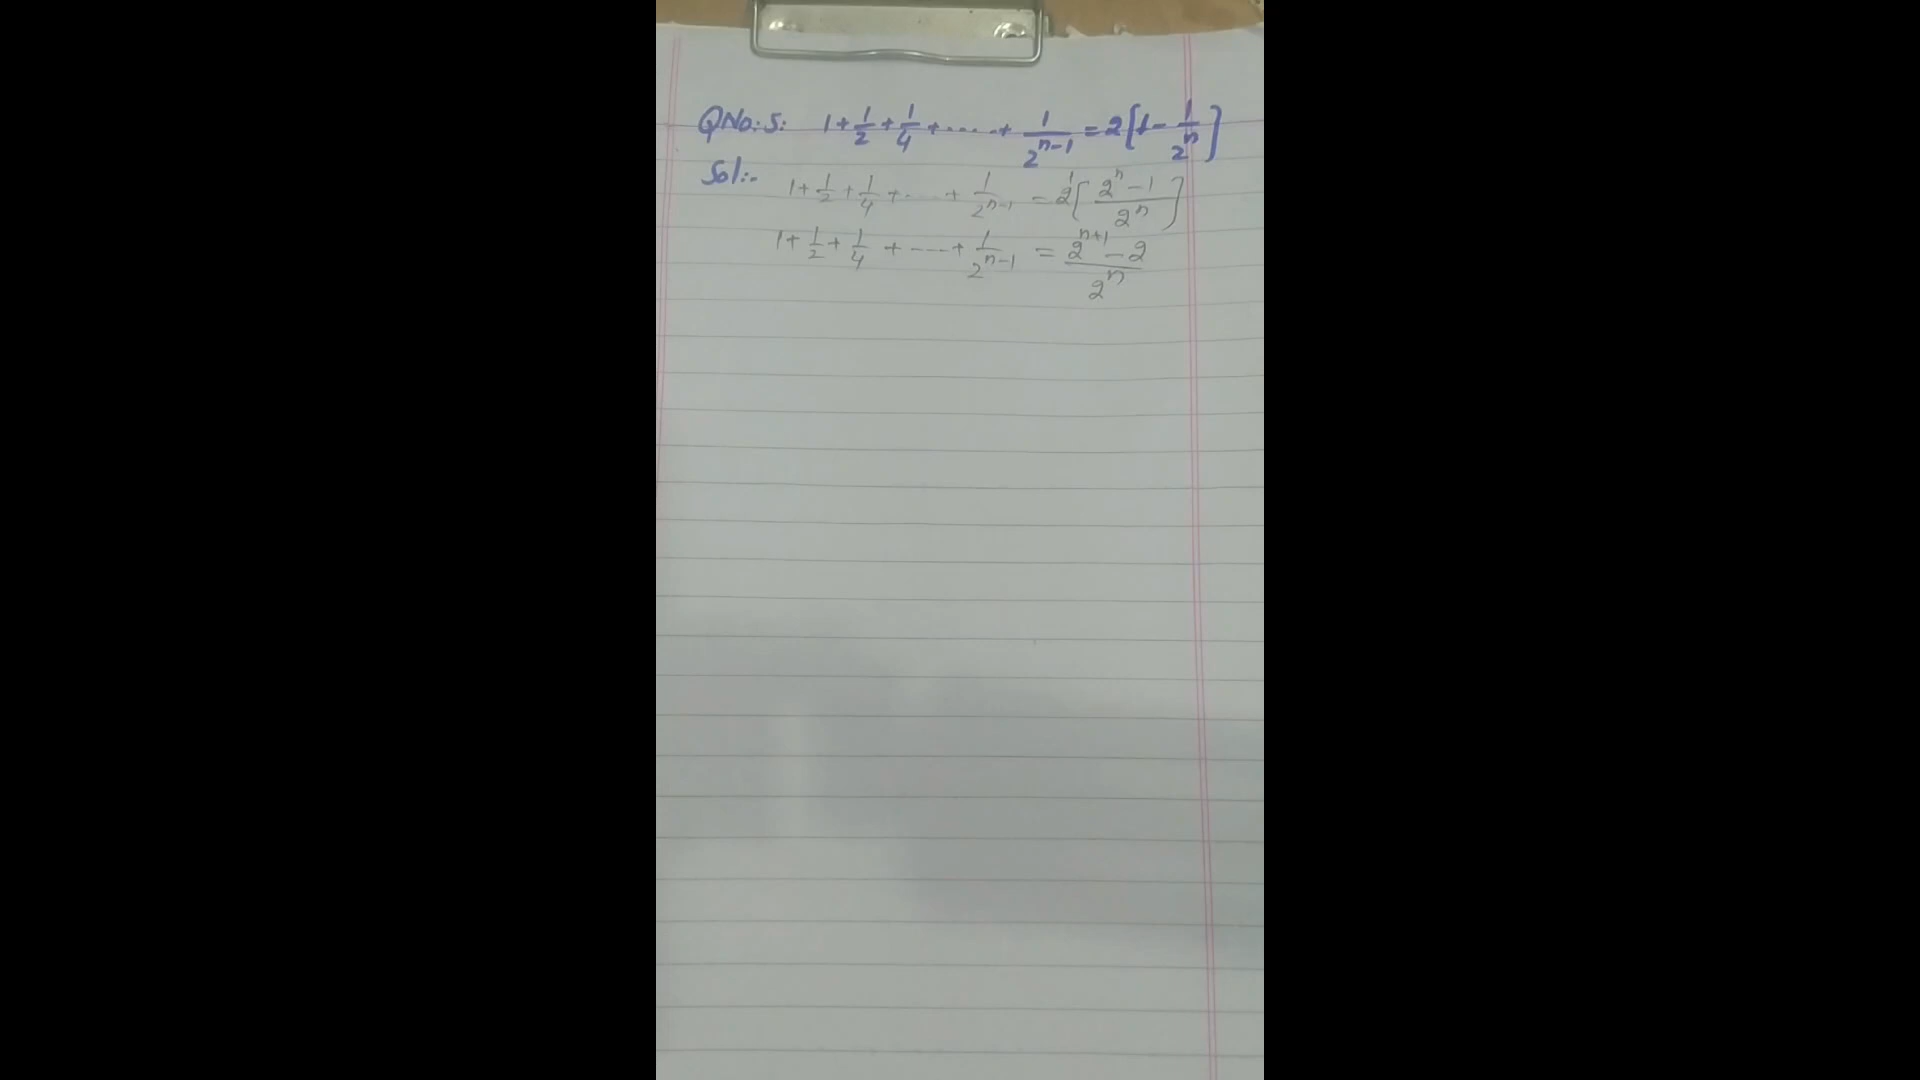 QNo:5: 1+1/2+1/4+.....+1/2^(n-1)=2[1-1/2^n]
Sol:-
1+1/2+1/4+....+1/2^(n-1)=2^1[(2^n-1)/2^n]
1+1/2+1/4+----+1/2^(n-1)=(2^(n+1)-2)/2^n